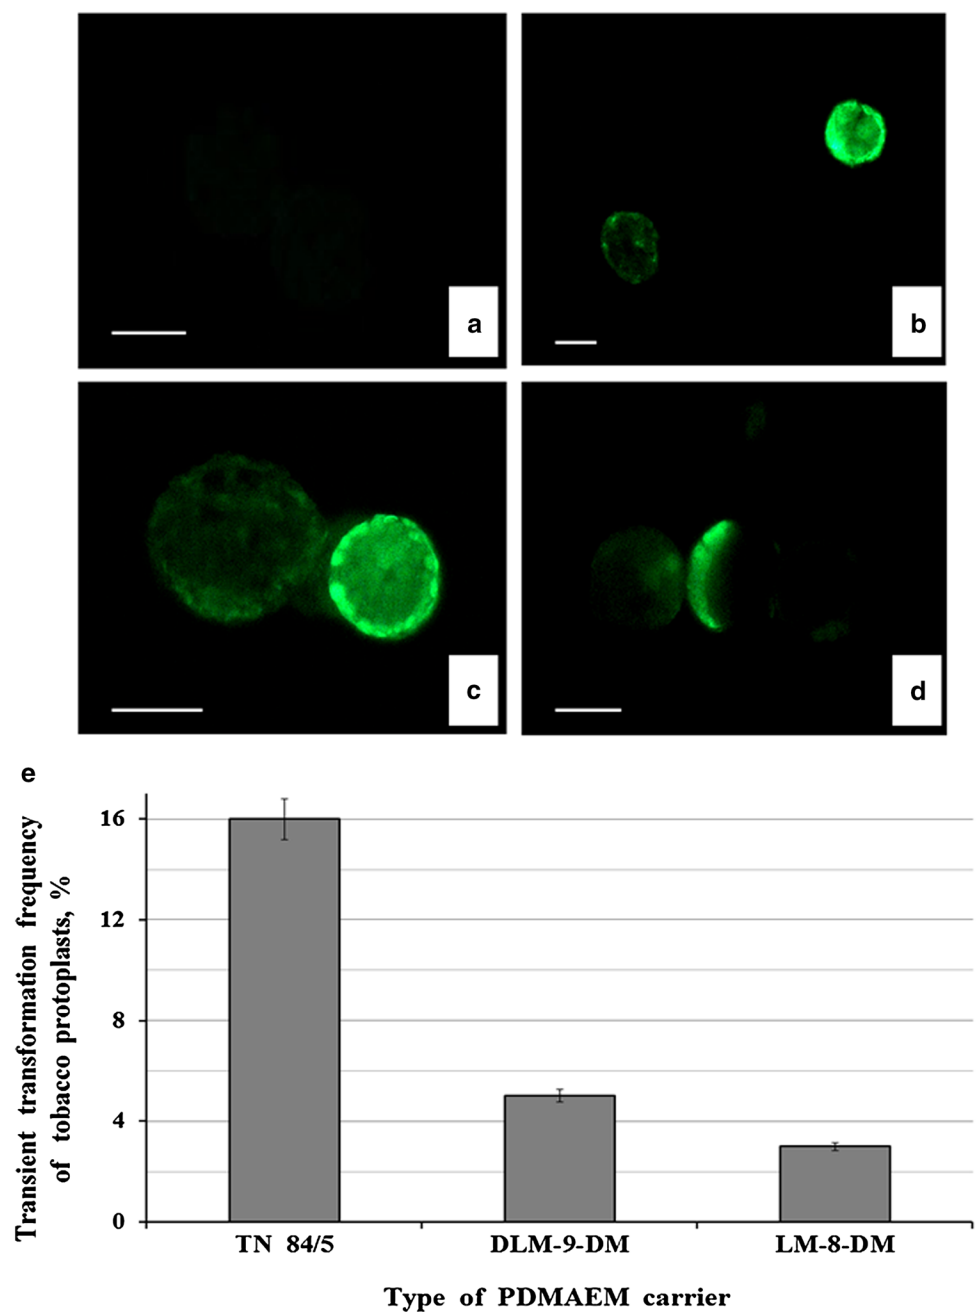 a
b
c
d
e
Transient transformation frequency
of tobacco protoplasts, %
16
12
8
4
0
TN 84/5 DLM-9-DM LM-8-DM
Type of PDMAEM carrier